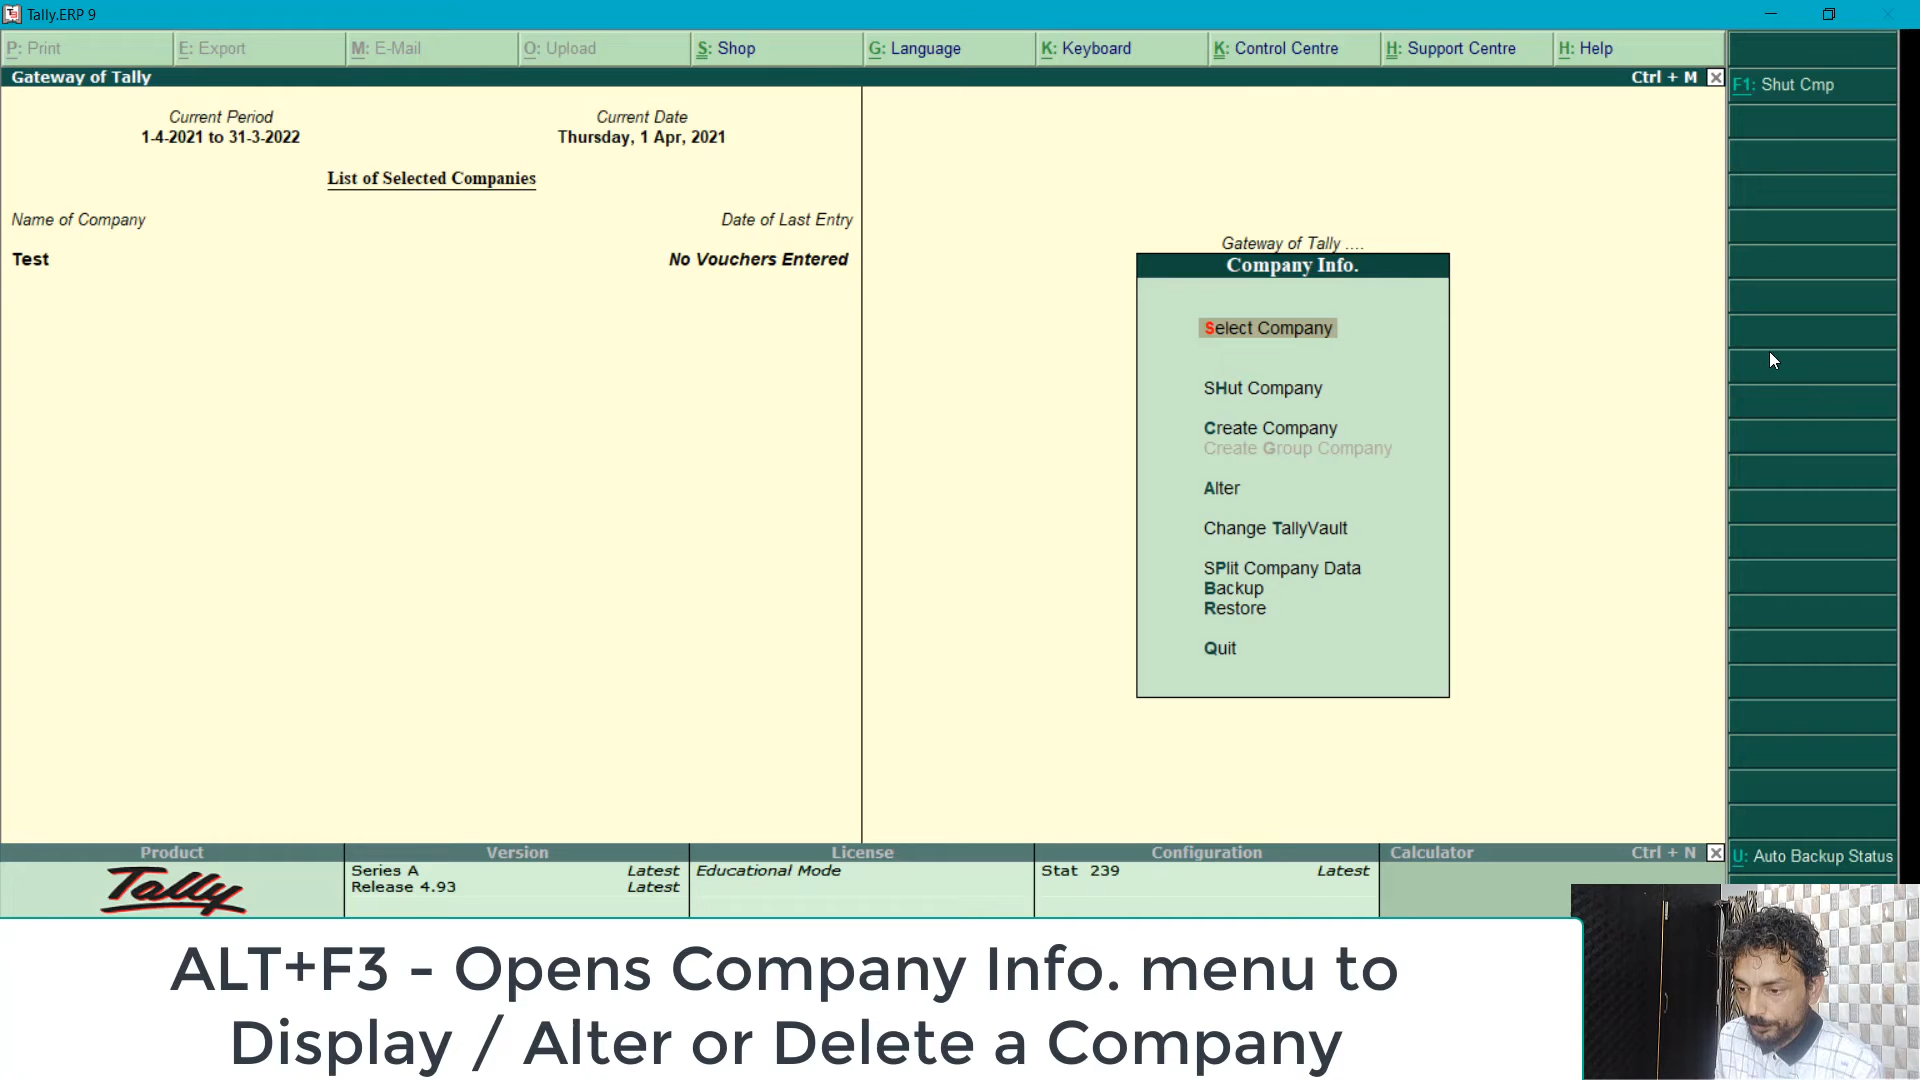 Tally.ERP 9
P: Print E: Export M: E-Mail O: Upload S: Shop G: Language K: Keyboard K: Control Centre H: Support Centre H: Help
Gateway of Tally Ctrl + M
F1: Shut Cmp
Current Period Current Date
1-4-2021 to 31-3-2022 Thursday, 1 Apr, 2021
List of Selected Companies
Name of Company Date of Last Entry
Test No Vouchers Entered
Gateway of Tally ....
Company Info.
Select Company
SHut Company
Create Company
Create Group Company
Alter
Change TallyVault
SPlit Company Data
Backup
Restore
Quit
Product Version License Configuration Calculator Ctrl + N
U: Auto Backup Status
Tally
Series A Latest Educational Mode Stat 239 Latest
Release 4.93 Latest
ALT+F3 - Opens Company Info. menu to
Display / Alter or Delete a Company